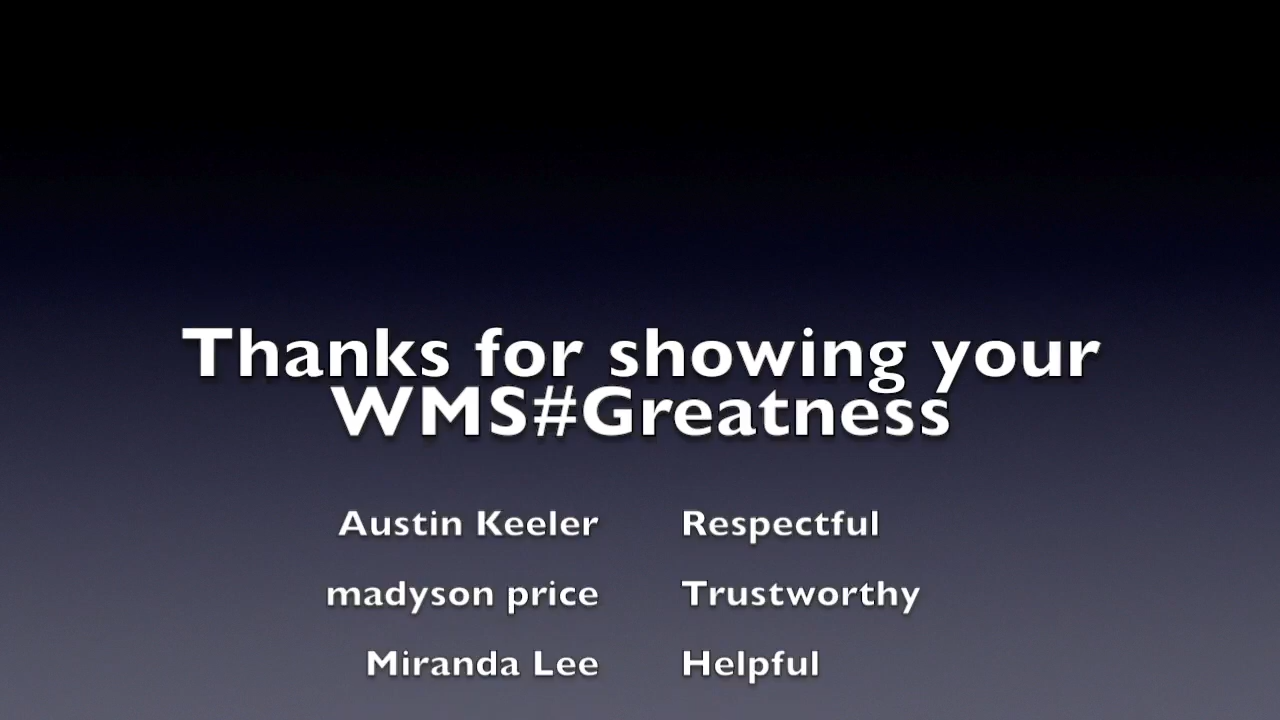 Thanks for showing your
WMS#Greatness
Austin Keeler Respectful
madyson price Trustworthy
Miranda Lee Helpful